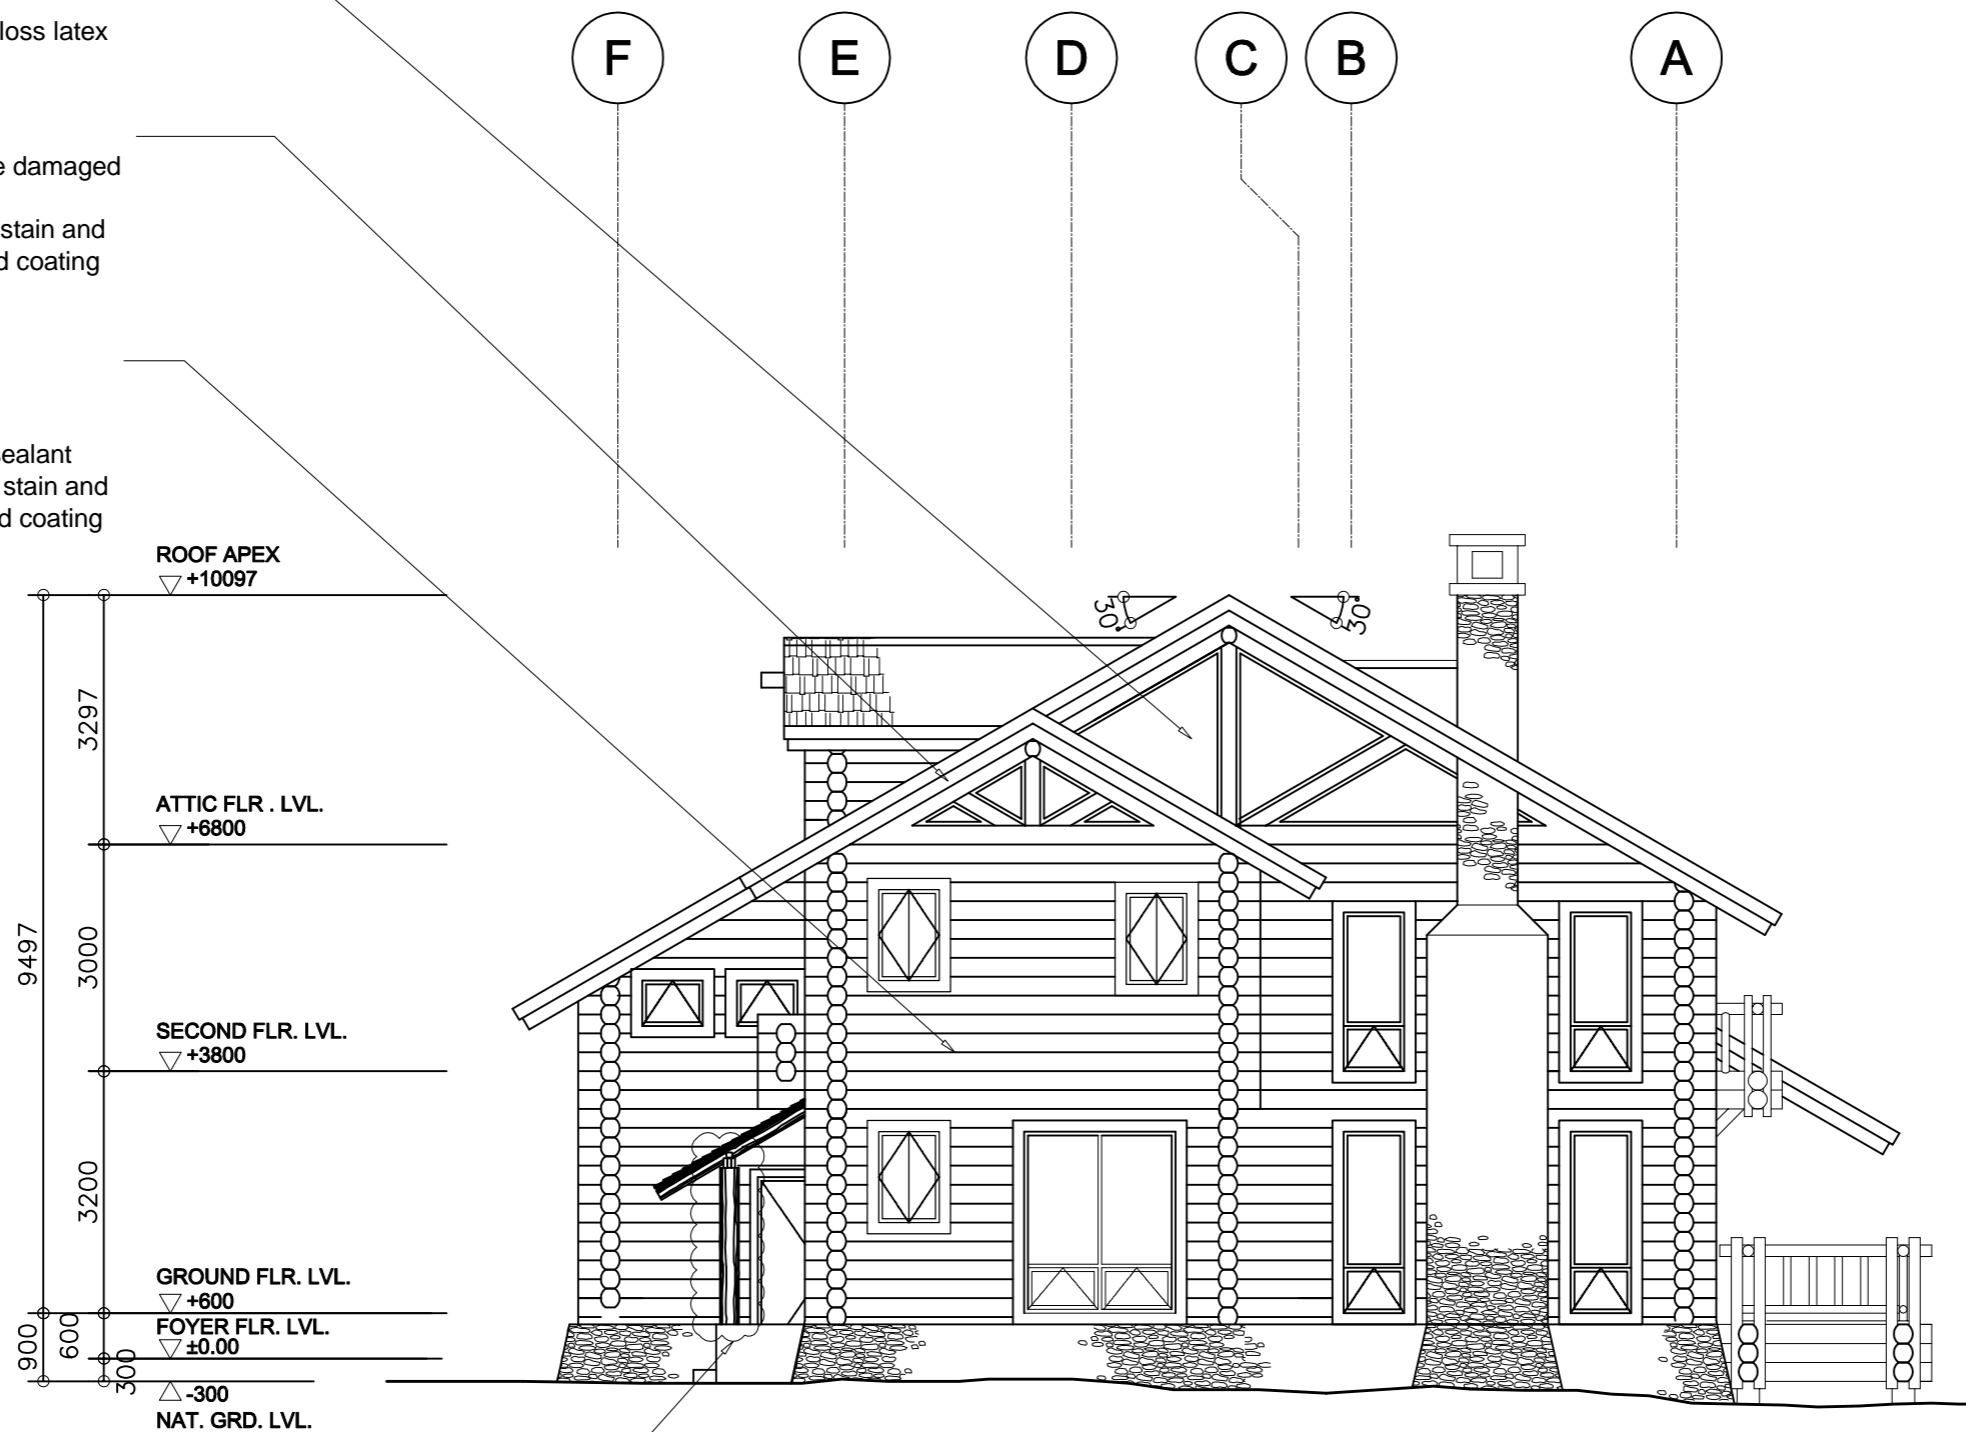 loss latex
F E D C B A
damaged
stain and
coating
sealant
stain and
coating
ROOF APEX
+10097
30°
30°
3297
ATTIC FLR . LVL.
+6800
9497
3000
SECOND FLR. LVL.
+3800
3200
GROUND FLR. LVL.
+600
900
600
FOYER FLR. LVL.
±0.00
300
-300
NAT. GRD. LVL.